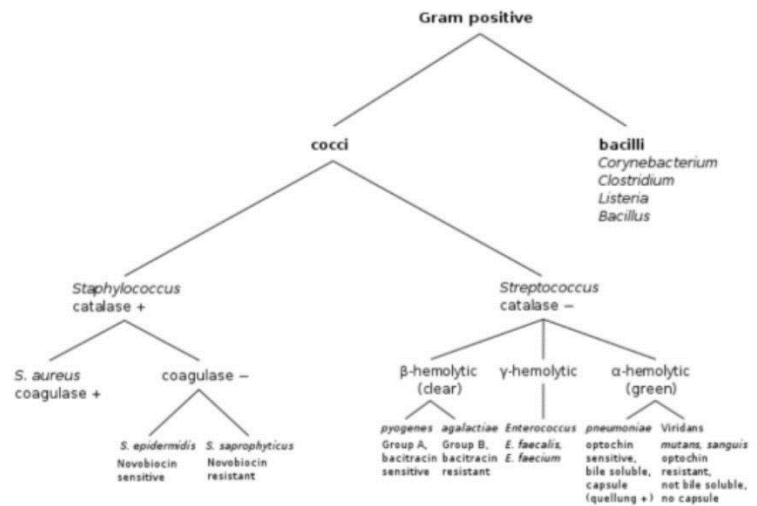 Gram positive
cocci
bacilli
Corynebacterium
Clostridium
Listeria
Bacillus
Staphylococcus
catalase +
Streptococcus
catalase −
S. aureus
coagulase +
coagulase −
β-hemolytic
(clear)
γ-hemolytic
α-hemolytic
(green)
S. epidermidis
Novobiocin
sensitive
S. saprophyticus
Novobiocin
resistant
pyogenes
Group A,
bacitracin
sensitive
agalactiae
Group B,
bacitracin
resistant
Enterococcus
E. faecalis,
E. faecium
pneumoniae
optochin
sensitive,
bile soluble,
capsule
(quellung +)
Viridans
mutans, sanguis
optochin
resistant,
not bile soluble,
no capsule